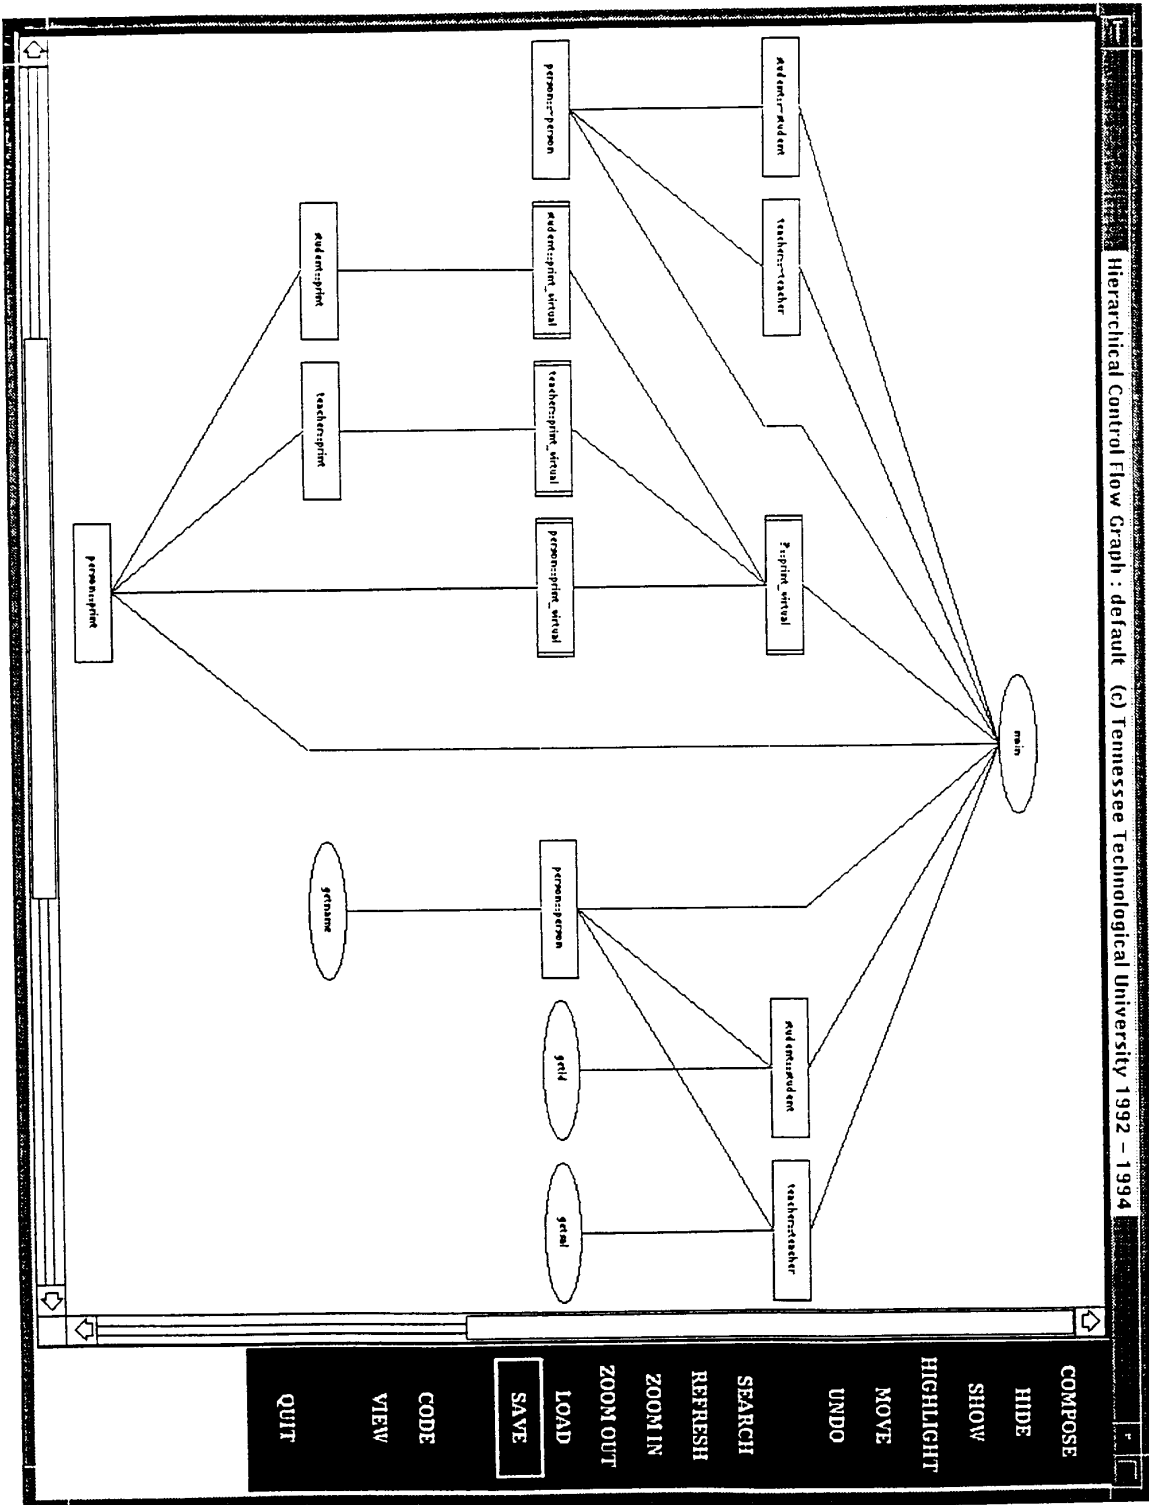 Hierarchical Control Flow Graph : default (c) Tennessee Technological University 1992 - 1994
main
student::~student
teacher::~teacher
?::print_virtual
student::student
teacher::teacher
person::~person
student::print_virtual
teacher::print_virtual
person::print_virtual
person::person
getid
getsal
student::print
teacher::print
getname
person::print
COMPOSE
HIDE
SHOW
HIGHLIGHT
MOVE
UNDO
SEARCH
REFRESH
ZOOM IN
ZOOM OUT
LOAD
SAVE
CODE
VIEW
QUIT